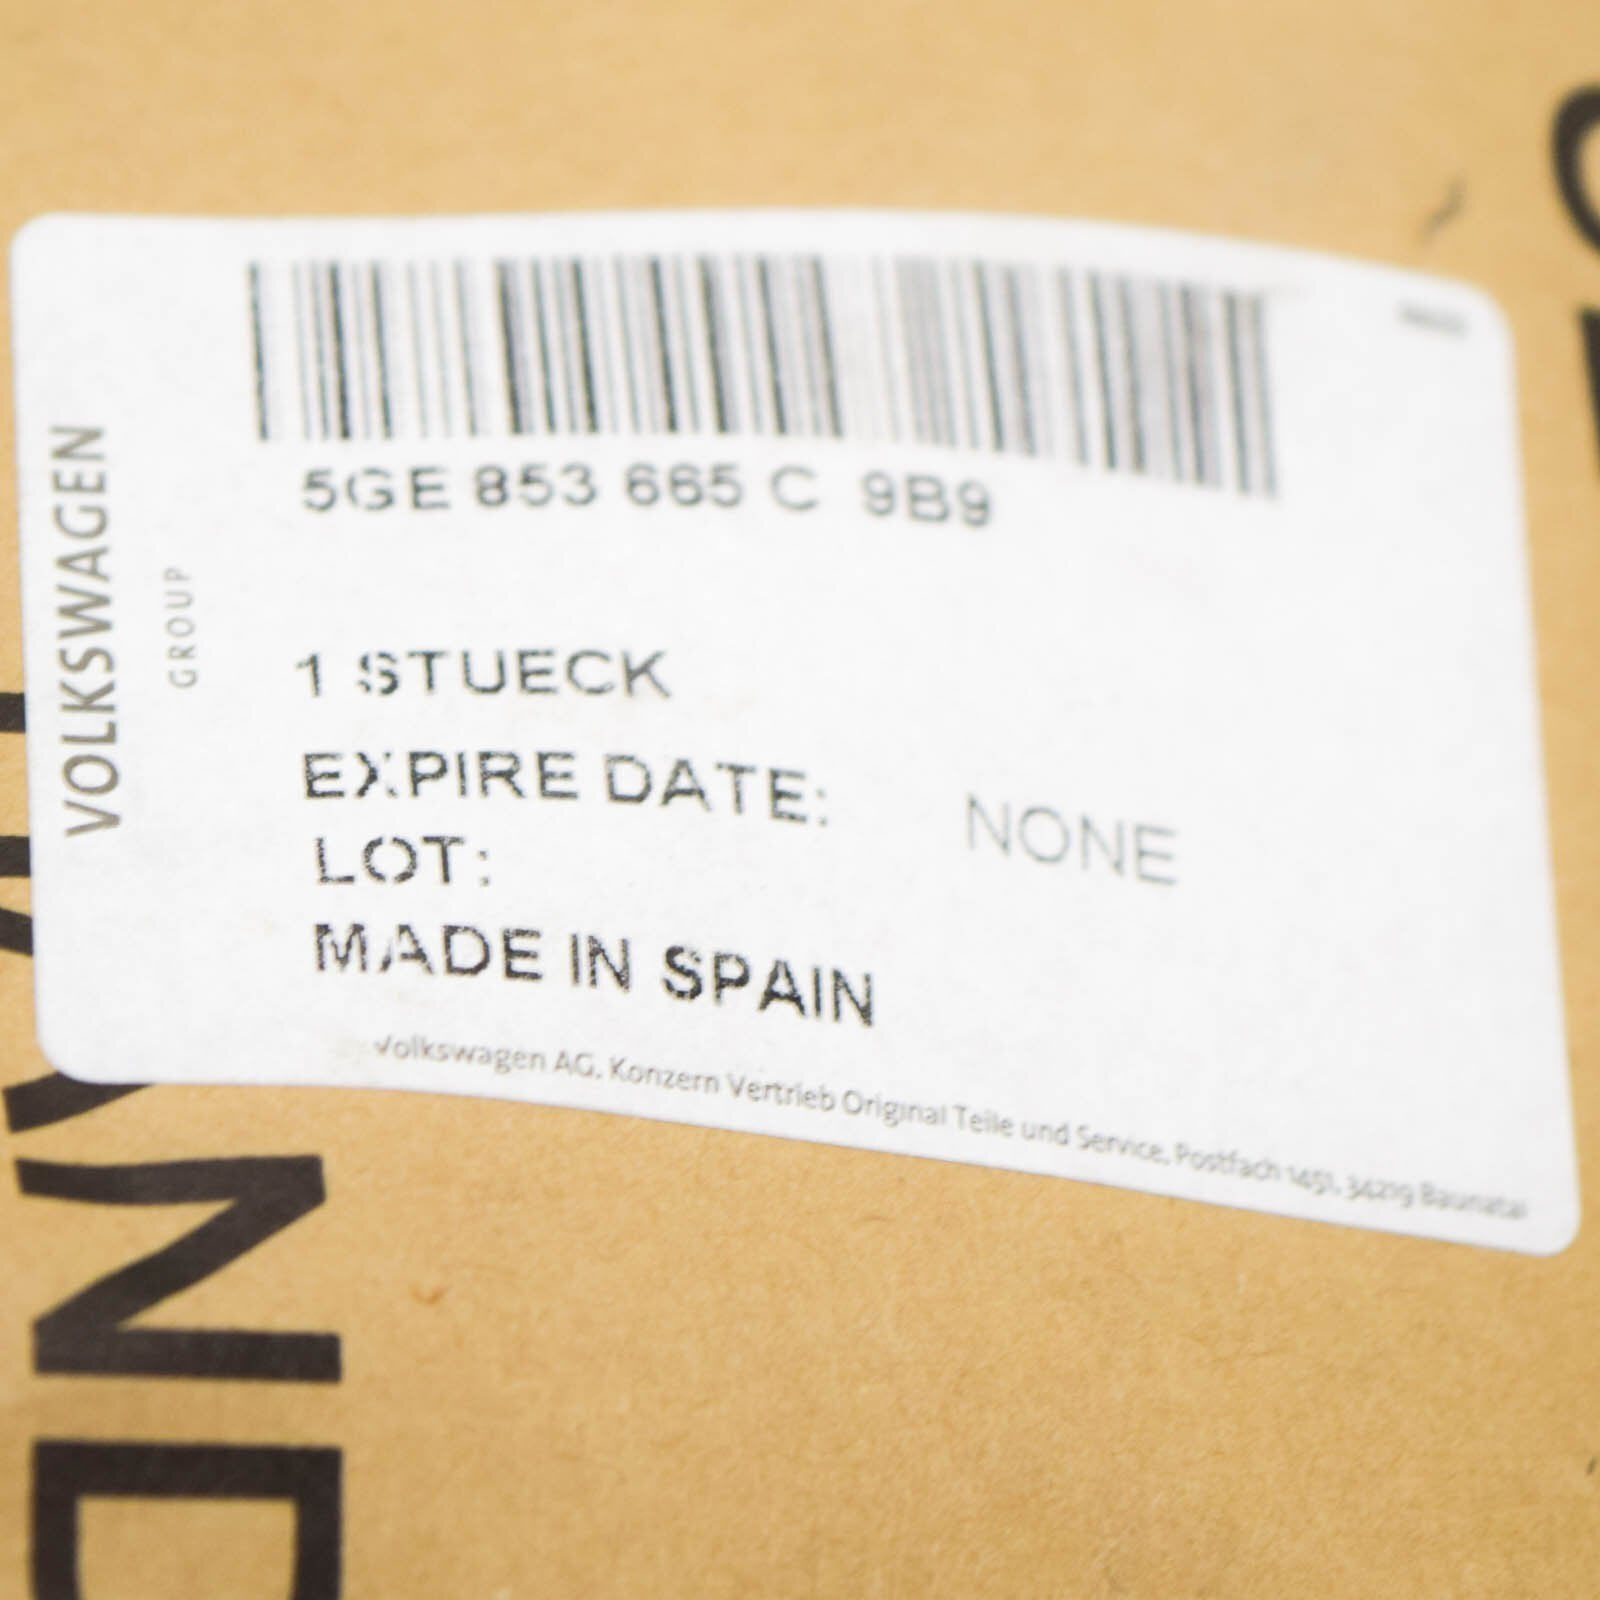 VOLKSWAGEN
GROUP
5GE 853 665 C 9B9
1 STUECK
EXPIRE DATE: NONE
LOT:
MADE IN SPAIN
Volkswagen AG, Konzern Vertrieb Original Teile und Service, Postfach 1451, 34219 Baunatal